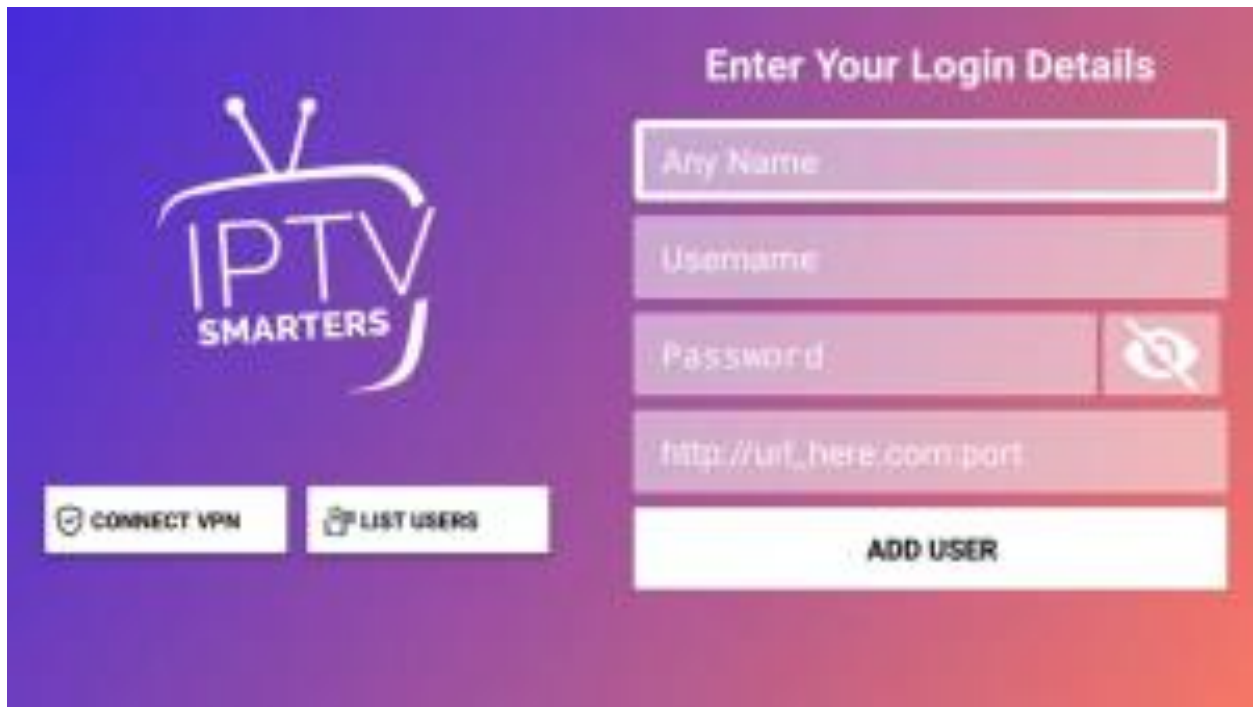 Enter Your Login Details
Any Name
IPTV
SMARTERS
Username
Password
http://url_here.com:port
CONNECT VPN
LIST USERS
ADD USER